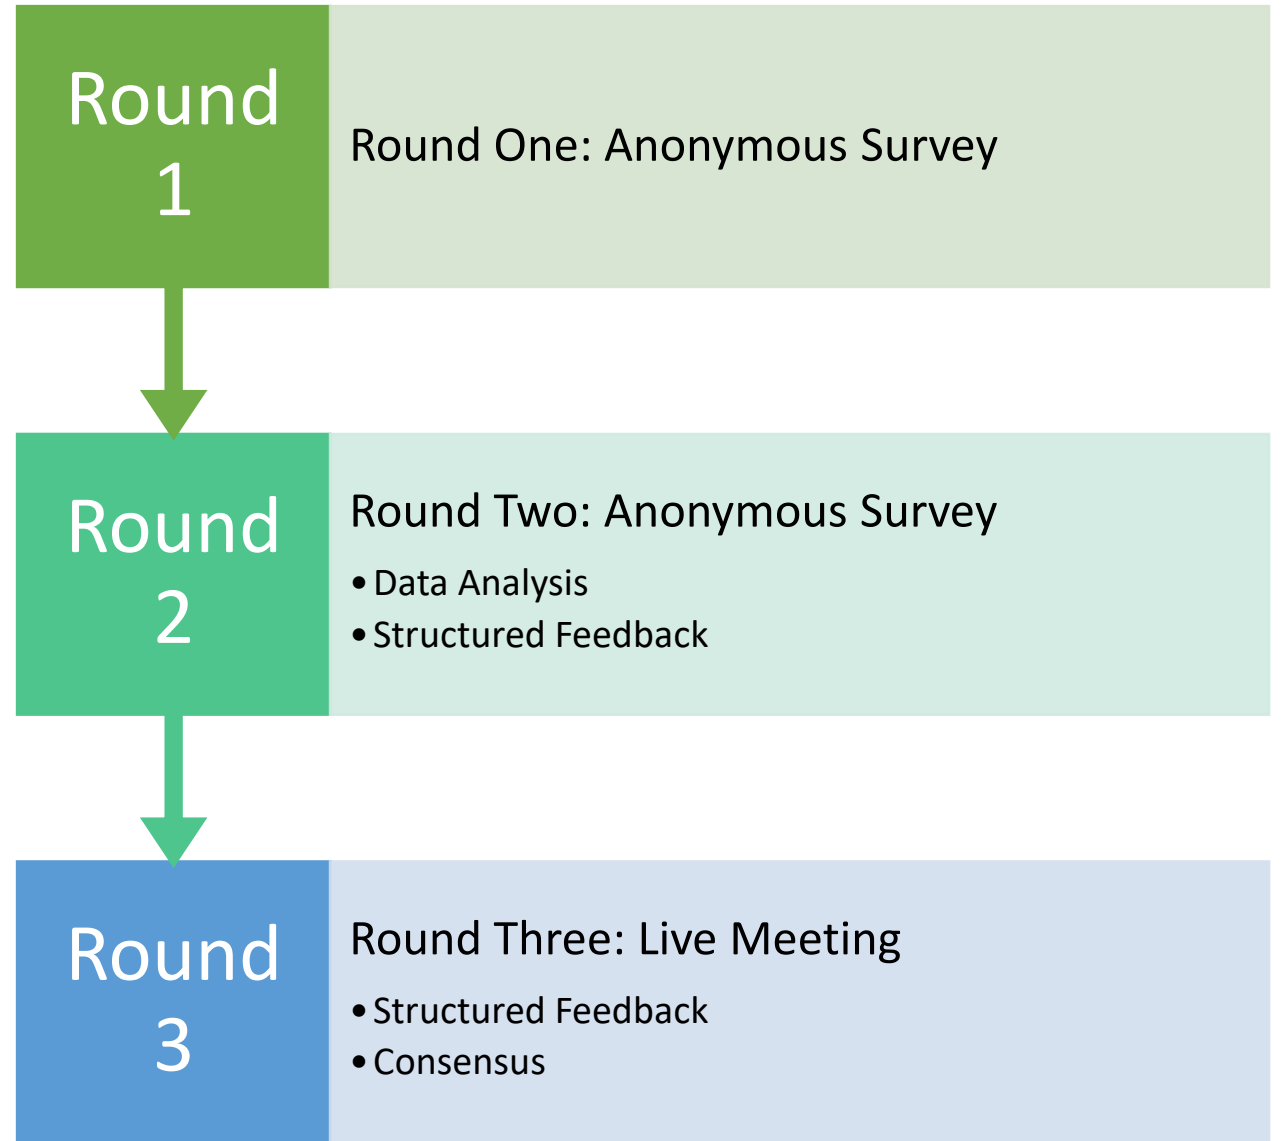 Round
1
Round One: Anonymous Survey
Round
2
Round Two: Anonymous Survey
•Data Analysis
•Structured Feedback
Round
3
Round Three: Live Meeting
•Structured Feedback
•Consensus